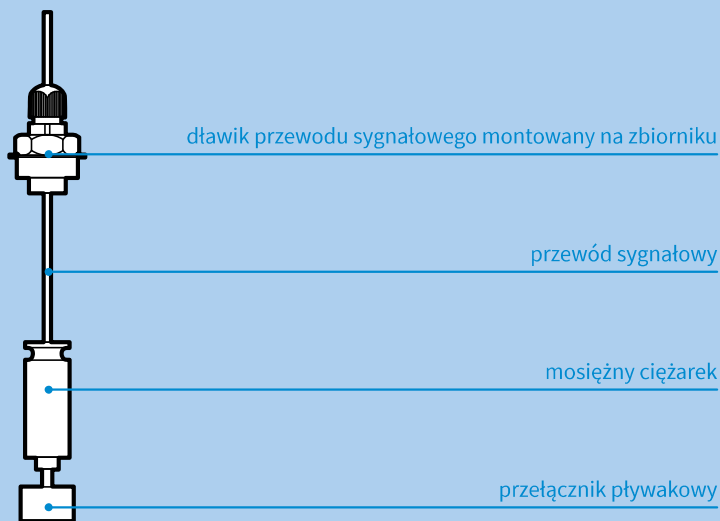 dławik przewodu sygnałowego montowany na zbiorniku
przewód sygnałowy
mosiężny ciężarek
przełącznik pływakowy